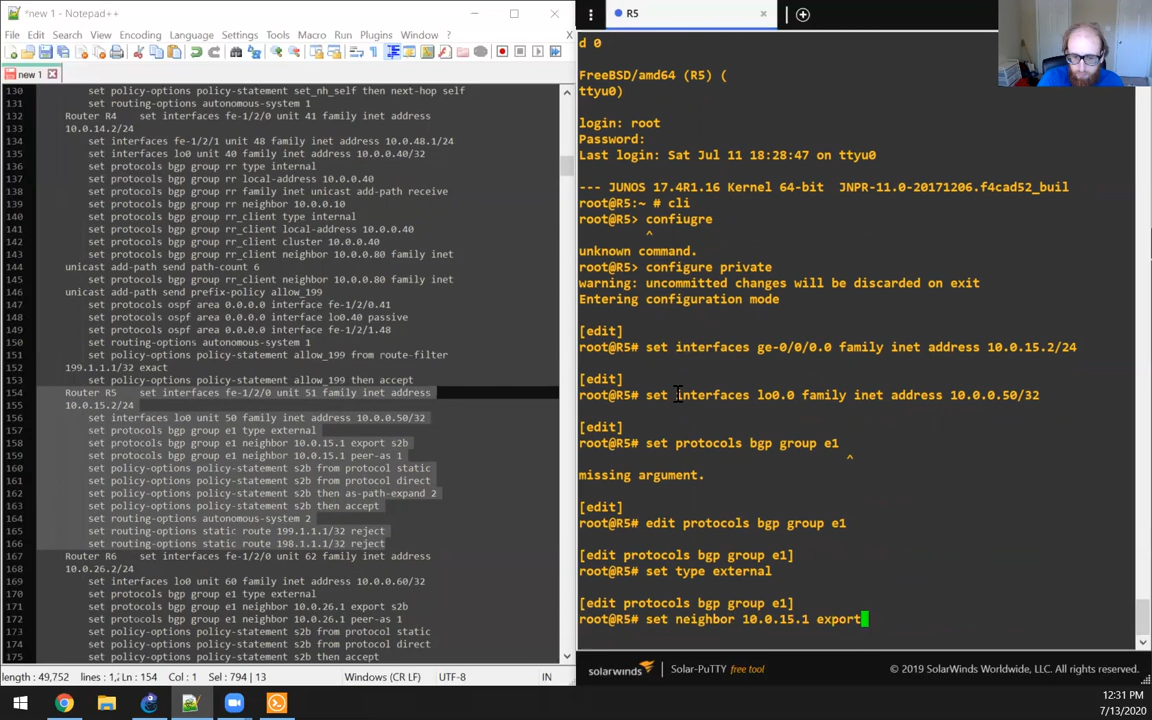 *new 1 - Notepad++
File Edit Search View Encoding Language Settings Tools Macro Run Plugins Window ? X
new 1
130 set policy-options policy-statement set_nh_self then next-hop self
131 set routing-options autonomous-system 1
132 Router R4 set interfaces fe-1/2/0 unit 41 family inet address
10.0.14.2/24
134 set interfaces fe-1/2/1 unit 48 family inet address 10.0.48.1/24
135 set interfaces lo0 unit 40 family inet address 10.0.0.40/32
136 set protocols bgp group rr type internal
137 set protocols bgp group rr local-address 10.0.0.40
138 set protocols bgp group rr family inet unicast add-path receive
139 set protocols bgp group rr neighbor 10.0.0.10
140 set protocols bgp group rr_client type internal
141 set protocols bgp group rr_client local-address 10.0.0.40
142 set protocols bgp group rr_client cluster 10.0.0.40
143 set protocols bgp group rr_client neighbor 10.0.0.80 family inet
144 unicast add-path send path-count 6
145 set protocols bgp group rr_client neighbor 10.0.0.80 family inet
146 unicast add-path send prefix-policy allow_199
147 set protocols ospf area 0.0.0.0 interface fe-1/2/0.41
148 set protocols ospf area 0.0.0.0 interface lo0.40 passive
149 set protocols ospf area 0.0.0.0 interface fe-1/2/1.48
150 set routing-options autonomous-system 1
151 set policy-options policy-statement allow_199 from route-filter
152 199.1.1.1/32 exact
153 set policy-options policy-statement allow_199 then accept
154 Router R5 set interfaces fe-1/2/0 unit 51 family inet address
155 10.0.15.2/24
156 set interfaces lo0 unit 50 family inet address 10.0.0.50/32
157 set protocols bgp group e1 type external
158 set protocols bgp group e1 neighbor 10.0.15.1 export s2b
159 set protocols bgp group e1 neighbor 10.0.15.1 peer-as 1
160 set policy-options policy-statement s2b from protocol static
161 set policy-options policy-statement s2b from protocol direct
162 set policy-options policy-statement s2b then as-path-expand 2
163 set policy-options policy-statement s2b then accept
164 set routing-options autonomous-system 2
165 set routing-options static route 199.1.1.1/32 reject
166 set routing-options static route 198.1.1.1/32 reject
167 Router R6 set interfaces fe-1/2/0 unit 62 family inet address
168 10.0.26.2/24
169 set interfaces lo0 unit 60 family inet address 10.0.0.60/32
170 set protocols bgp group e1 type external
171 set protocols bgp group e1 neighbor 10.0.26.1 export s2b
172 set protocols bgp group e1 neighbor 10.0.26.1 peer-as 1
173 set policy-options policy-statement s2b from protocol static
174 set policy-options policy-statement s2b from protocol direct
175 set policy-options policy-statement s2b then accept
length : 49,752 lines : 1, Ln : 154 Col : 1 Sel : 794 | 13 Windows (CR LF) UTF-8 IN
R5
d 0
FreeBSD/amd64 (R5) (
ttyu0)
login: root
Password:
Last login: Sat Jul 11 18:28:47 on ttyu0
--- JUNOS 17.4R1.16 Kernel 64-bit JNPR-11.0-20171206.f4cad52_buil
root@R5:~ # cli
root@R5> confiugre
^
unknown command.
root@R5> configure private
warning: uncommitted changes will be discarded on exit
Entering configuration mode
[edit]
root@R5# set interfaces ge-0/0/0.0 family inet address 10.0.15.2/24
[edit]
root@R5# set interfaces lo0.0 family inet address 10.0.0.50/32
[edit]
root@R5# set protocols bgp group e1
^
missing argument.
[edit]
root@R5# edit protocols bgp group e1
[edit protocols bgp group e1]
root@R5# set type external
[edit protocols bgp group e1]
root@R5# set neighbor 10.0.15.1 export
solarwinds Solar-PuTTY free tool © 2019 SolarWinds Worldwide, LLC. All rights reserved.
12:31 PM
7/13/2020